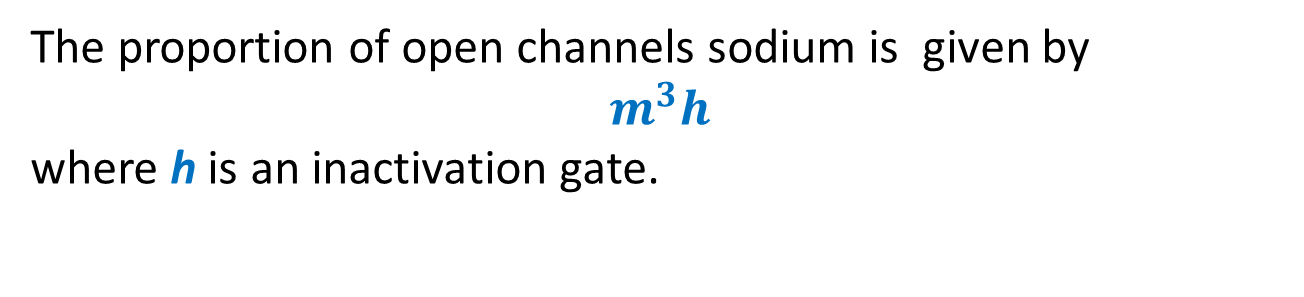 The proportion of open channels sodium is  given by
m³h
where h is an inactivation gate.